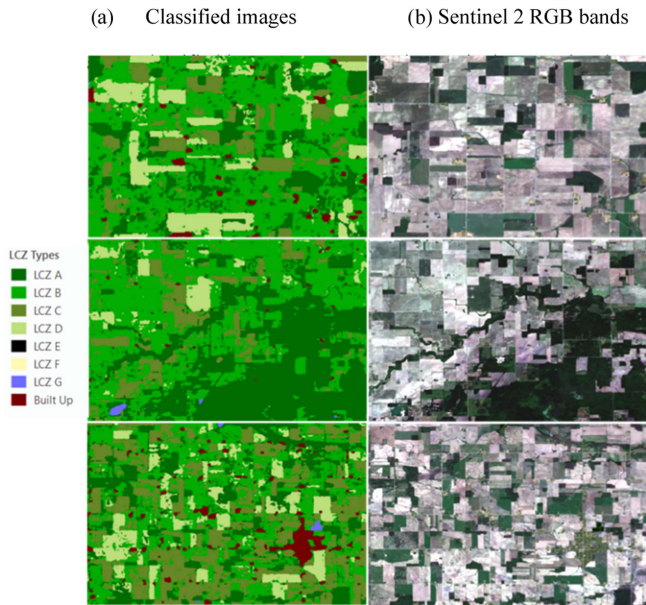 (a) Classified images (b) Sentinel 2 RGB bands
LCZ Types
LCZ A
LCZ B
LCZ C
LCZ D
LCZ E
LCZ F
LCZ G
Built Up